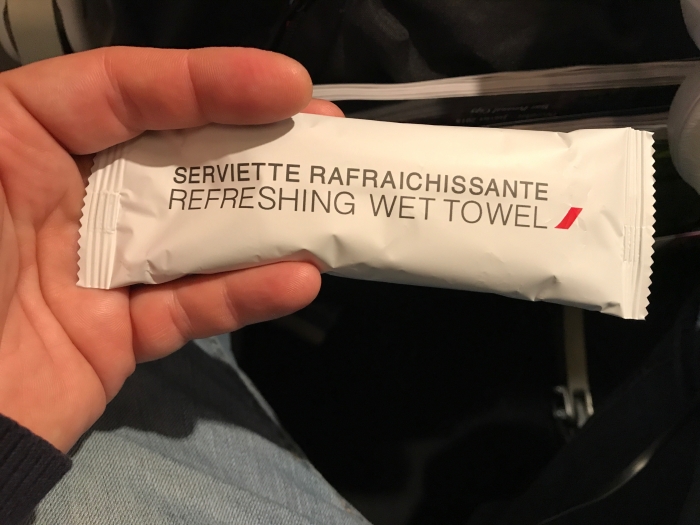 SERVIETTE RAFRAICHISSANTE
REFRESHING WET TOWEL